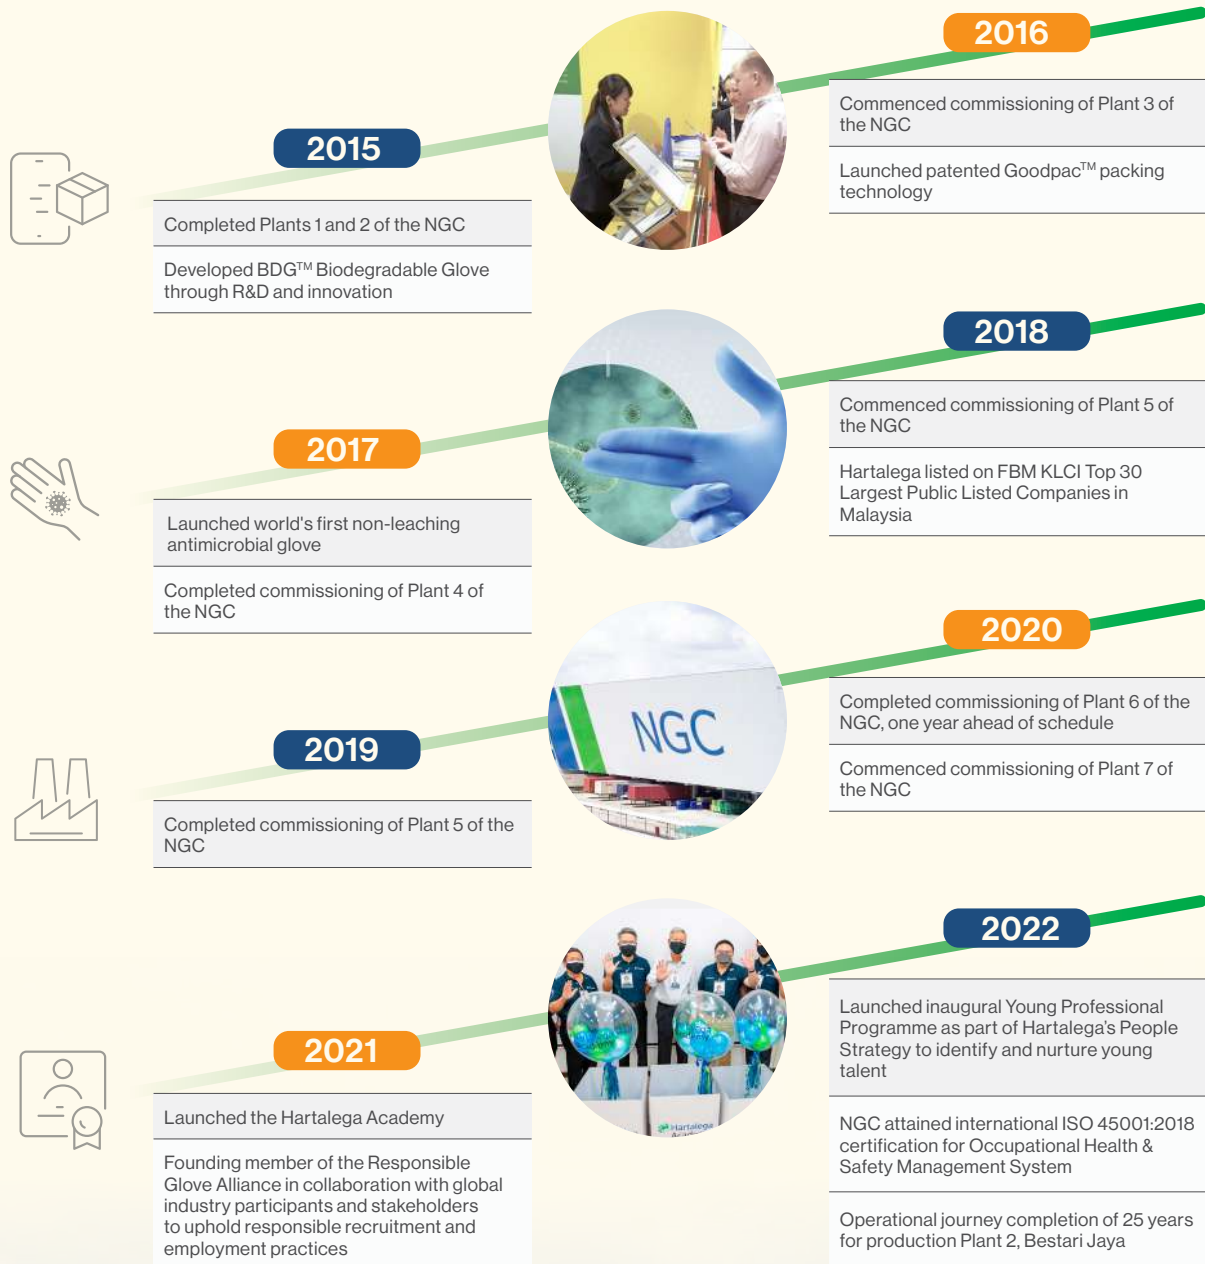 2015
Completed Plants 1 and 2 of the NGC
Developed BDG™ Biodegradable Glove
through R&D and innovation
2016
Commenced commissioning of Plant 3 of
the NGC
Launched patented Goodpac™ packing
technology
2017
Launched world's first non-leaching
antimicrobial glove
Completed commissioning of Plant 4 of
the NGC
2018
Commenced commissioning of Plant 5 of
the NGC
Hartalega listed on FBM KLCI Top 30
Largest Public Listed Companies in
Malaysia
2019
Completed commissioning of Plant 5 of the
NGC
NGC
2020
Completed commissioning of Plant 6 of the
NGC, one year ahead of schedule
Commenced commissioning of Plant 7 of
the NGC
2021
Launched the Hartalega Academy
Founding member of the Responsible
Glove Alliance in collaboration with global
industry participants and stakeholders
to uphold responsible recruitment and
employment practices
Hartalega
2022
Launched inaugural Young Professional
Programme as part of Hartalega’s People
Strategy to identify and nurture young
talent
NGC attained international ISO 45001:2018
certification for Occupational Health &
Safety Management System
Operational journey completion of 25 years
for production Plant 2, Bestari Jaya